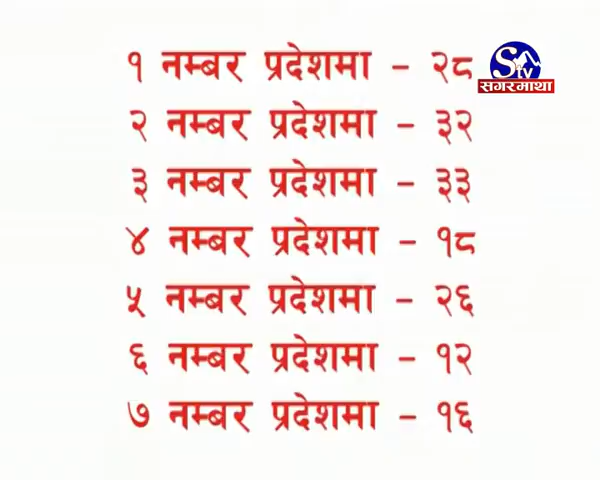 १ नम्बर प्रदेशमा - २८
S tv
सगरमाथा
२ नम्बर प्रदेशमा - ३२
३ नम्बर प्रदेशमा - ३३
४ नम्बर प्रदेशमा - १८
५ नम्बर प्रदेशमा - २६
६ नम्बर प्रदेशमा - १२
७ नम्बर प्रदेशमा - १६